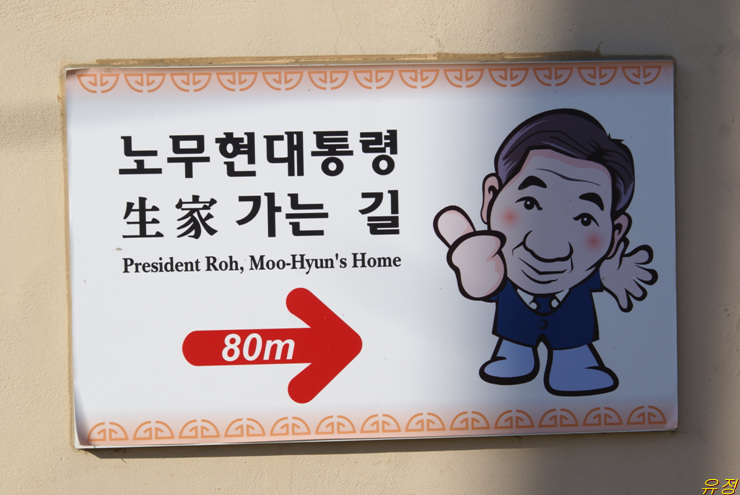 노무현대통령
生家 가는 길
President Roh, Moo-Hyun's Home
80m
유정